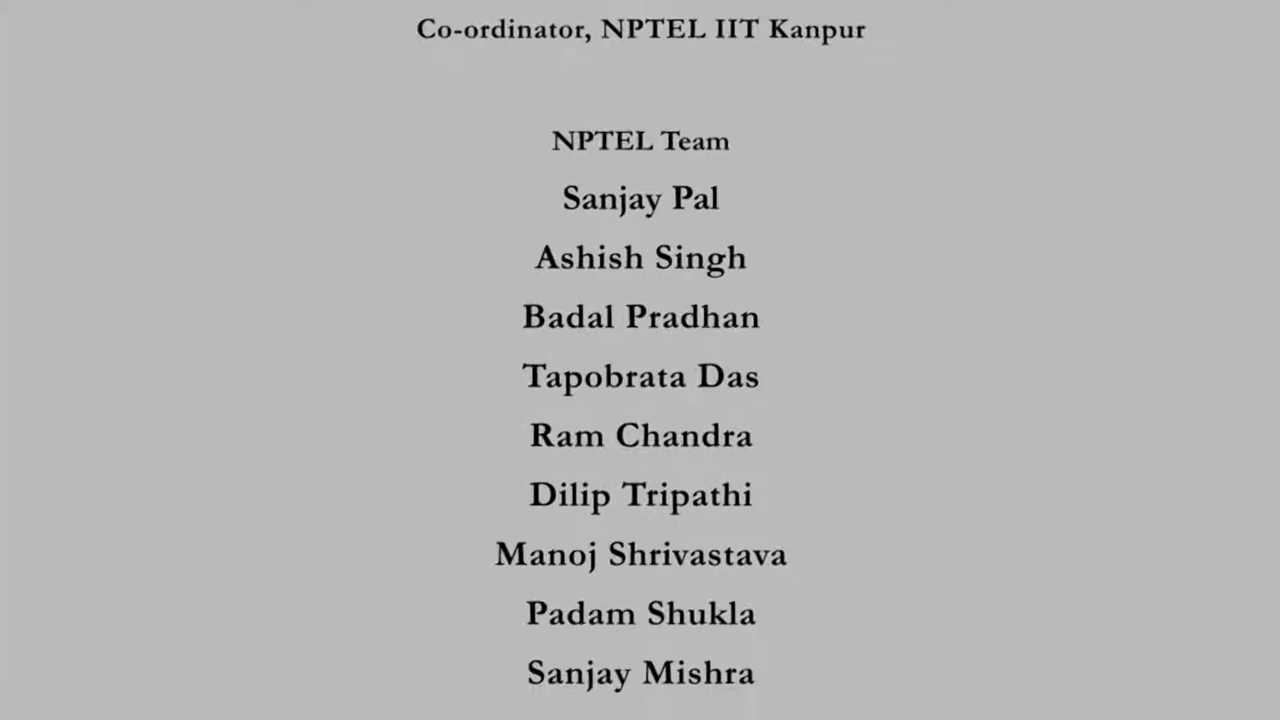 Co-ordinator, NPTEL IIT Kanpur
NPTEL Team
Sanjay Pal
Ashish Singh
Badal Pradhan
Tapobrata Das
Ram Chandra
Dilip Tripathi
Manoj Shrivastava
Padam Shukla
Sanjay Mishra